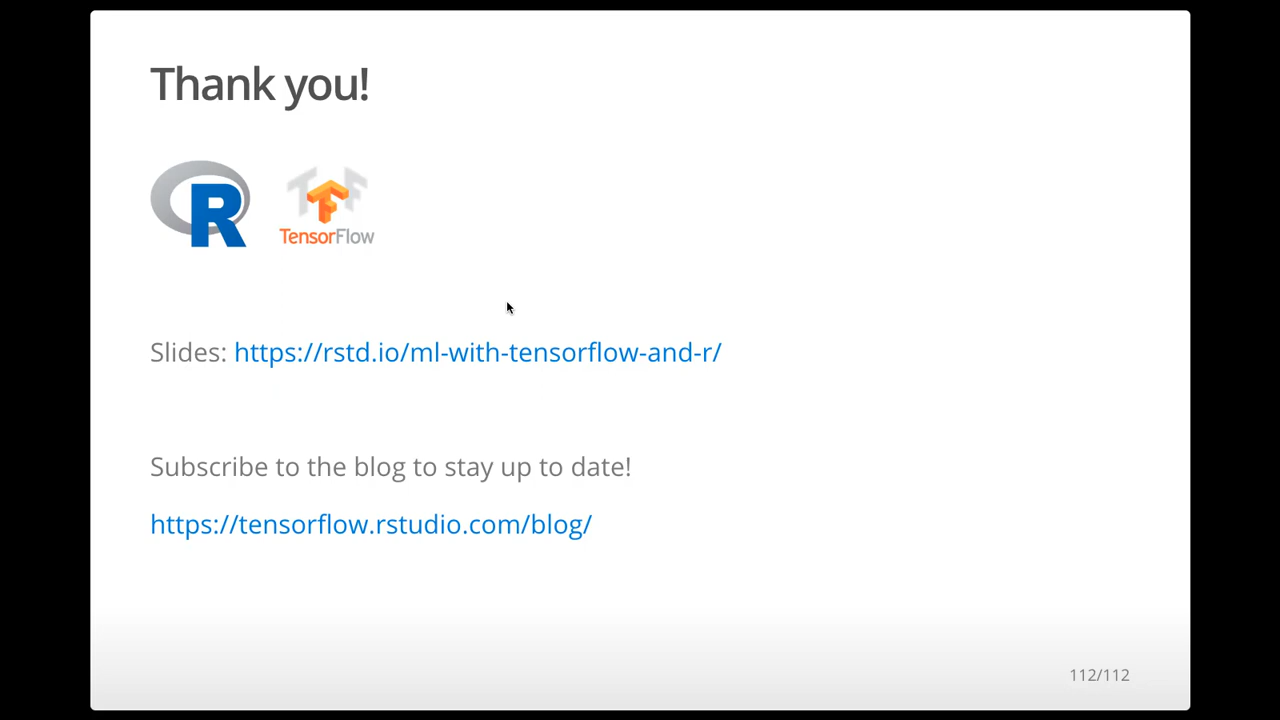 Thank you!
R
TensorFlow
Slides: https://rstd.io/ml-with-tensorflow-and-r/
Subscribe to the blog to stay up to date!
https://tensorflow.rstudio.com/blog/
112/112